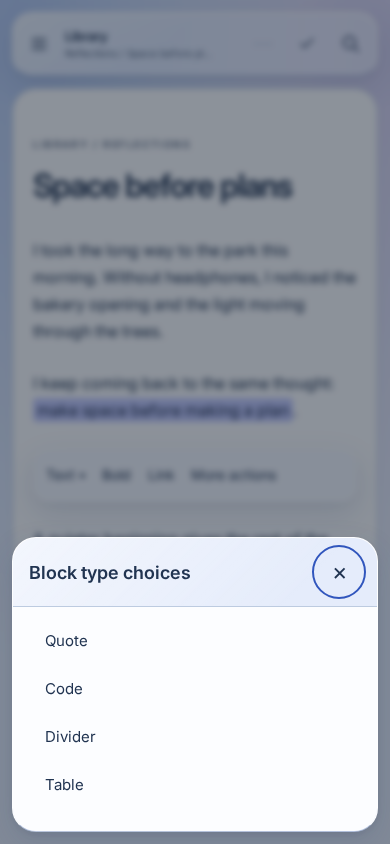 Library
LIBRARY / REFLECTIONS
Space before plans
I took the long way to the park this
morning. Without headphones, I noticed the
bakery opening and the light moving
through the trees.
I keep coming back to the same thought:
make space before making a plan.
Text
Bold
Link
More actions
Block type choices
Quote
Code
Divider
Table